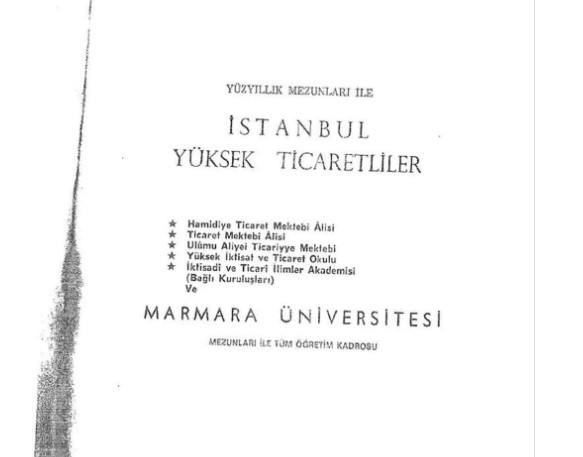 YÜZYILLIK MEZUNLARI İLE
İSTANBUL
YÜKSEK TİCARETLİLER
★ Hamidiye Ticaret Mektebi Âlisi
★ Ticaret Mektebi Âlisi
★ Ulûmu Aliyei Ticariyye Mektebi
★ Yüksek İktisat ve Ticaret Okulu
★ İktisadî ve Ticarî İlimler Akademisi
(Bağlı Kuruluşları)
Ve
MARMARA ÜNİVERSİTESİ
MEZUNLARI İLE TÜM ÖĞRETİM KADROSU